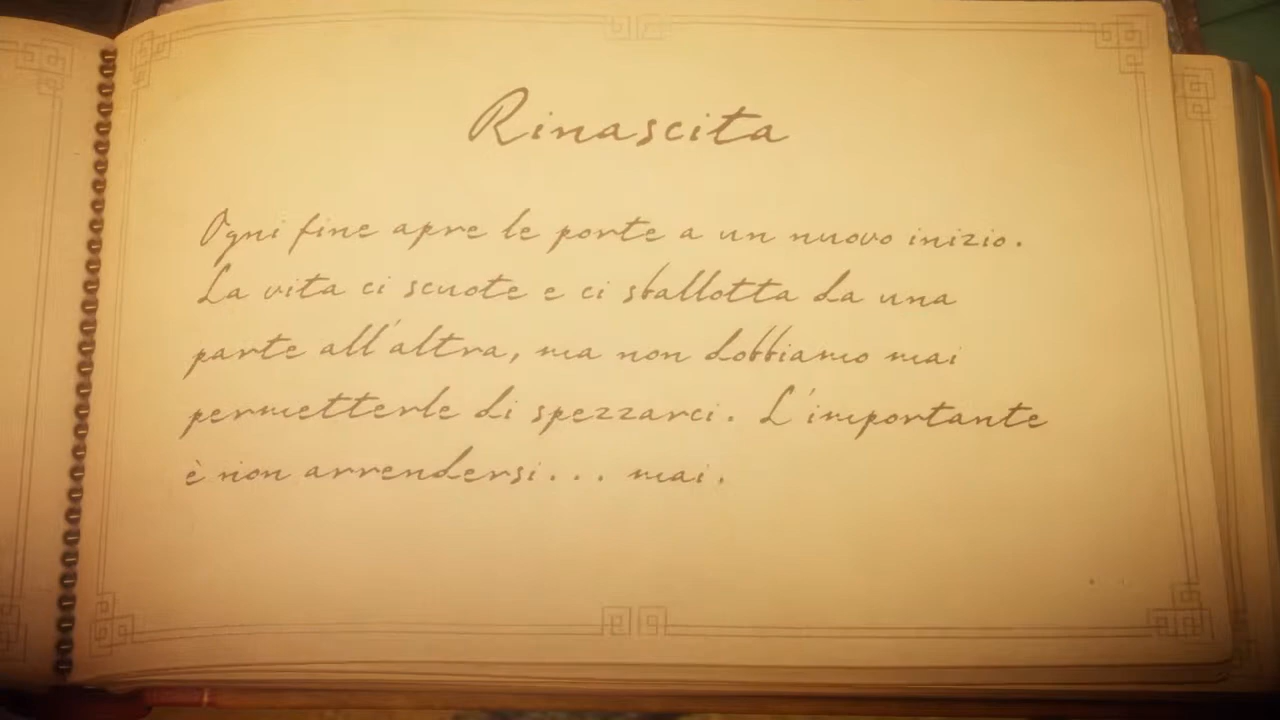 Rinascita
Ogni fine apre le porte a un nuovo inizio.
La vita ci scuote e ci sballotta da una
parte all'altra, ma non dobbiamo mai
permetterle di spezzarci. L'importante
è non arrendersi... mai.